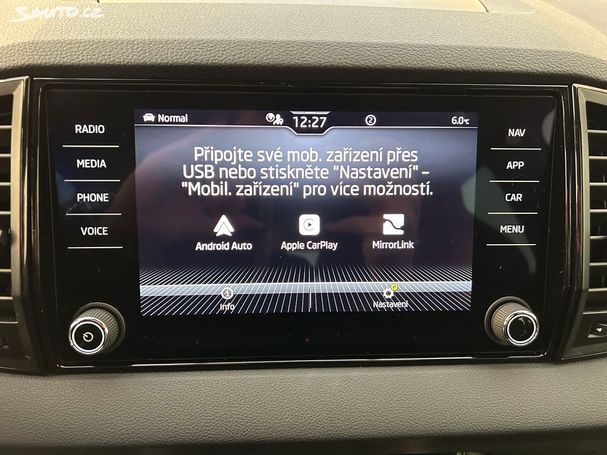 SAUTO.CZ
Normal
12:27
2
6.0°C
RADIO
MEDIA
PHONE
VOICE
NAV
APP
CAR
MENU
Připojte své mob. zařízení přes
USB nebo stiskněte "Nastavení" –
"Mobil. zařízení" pro více možností.
Android Auto
Apple CarPlay
MirrorLink
Info
Nastavení